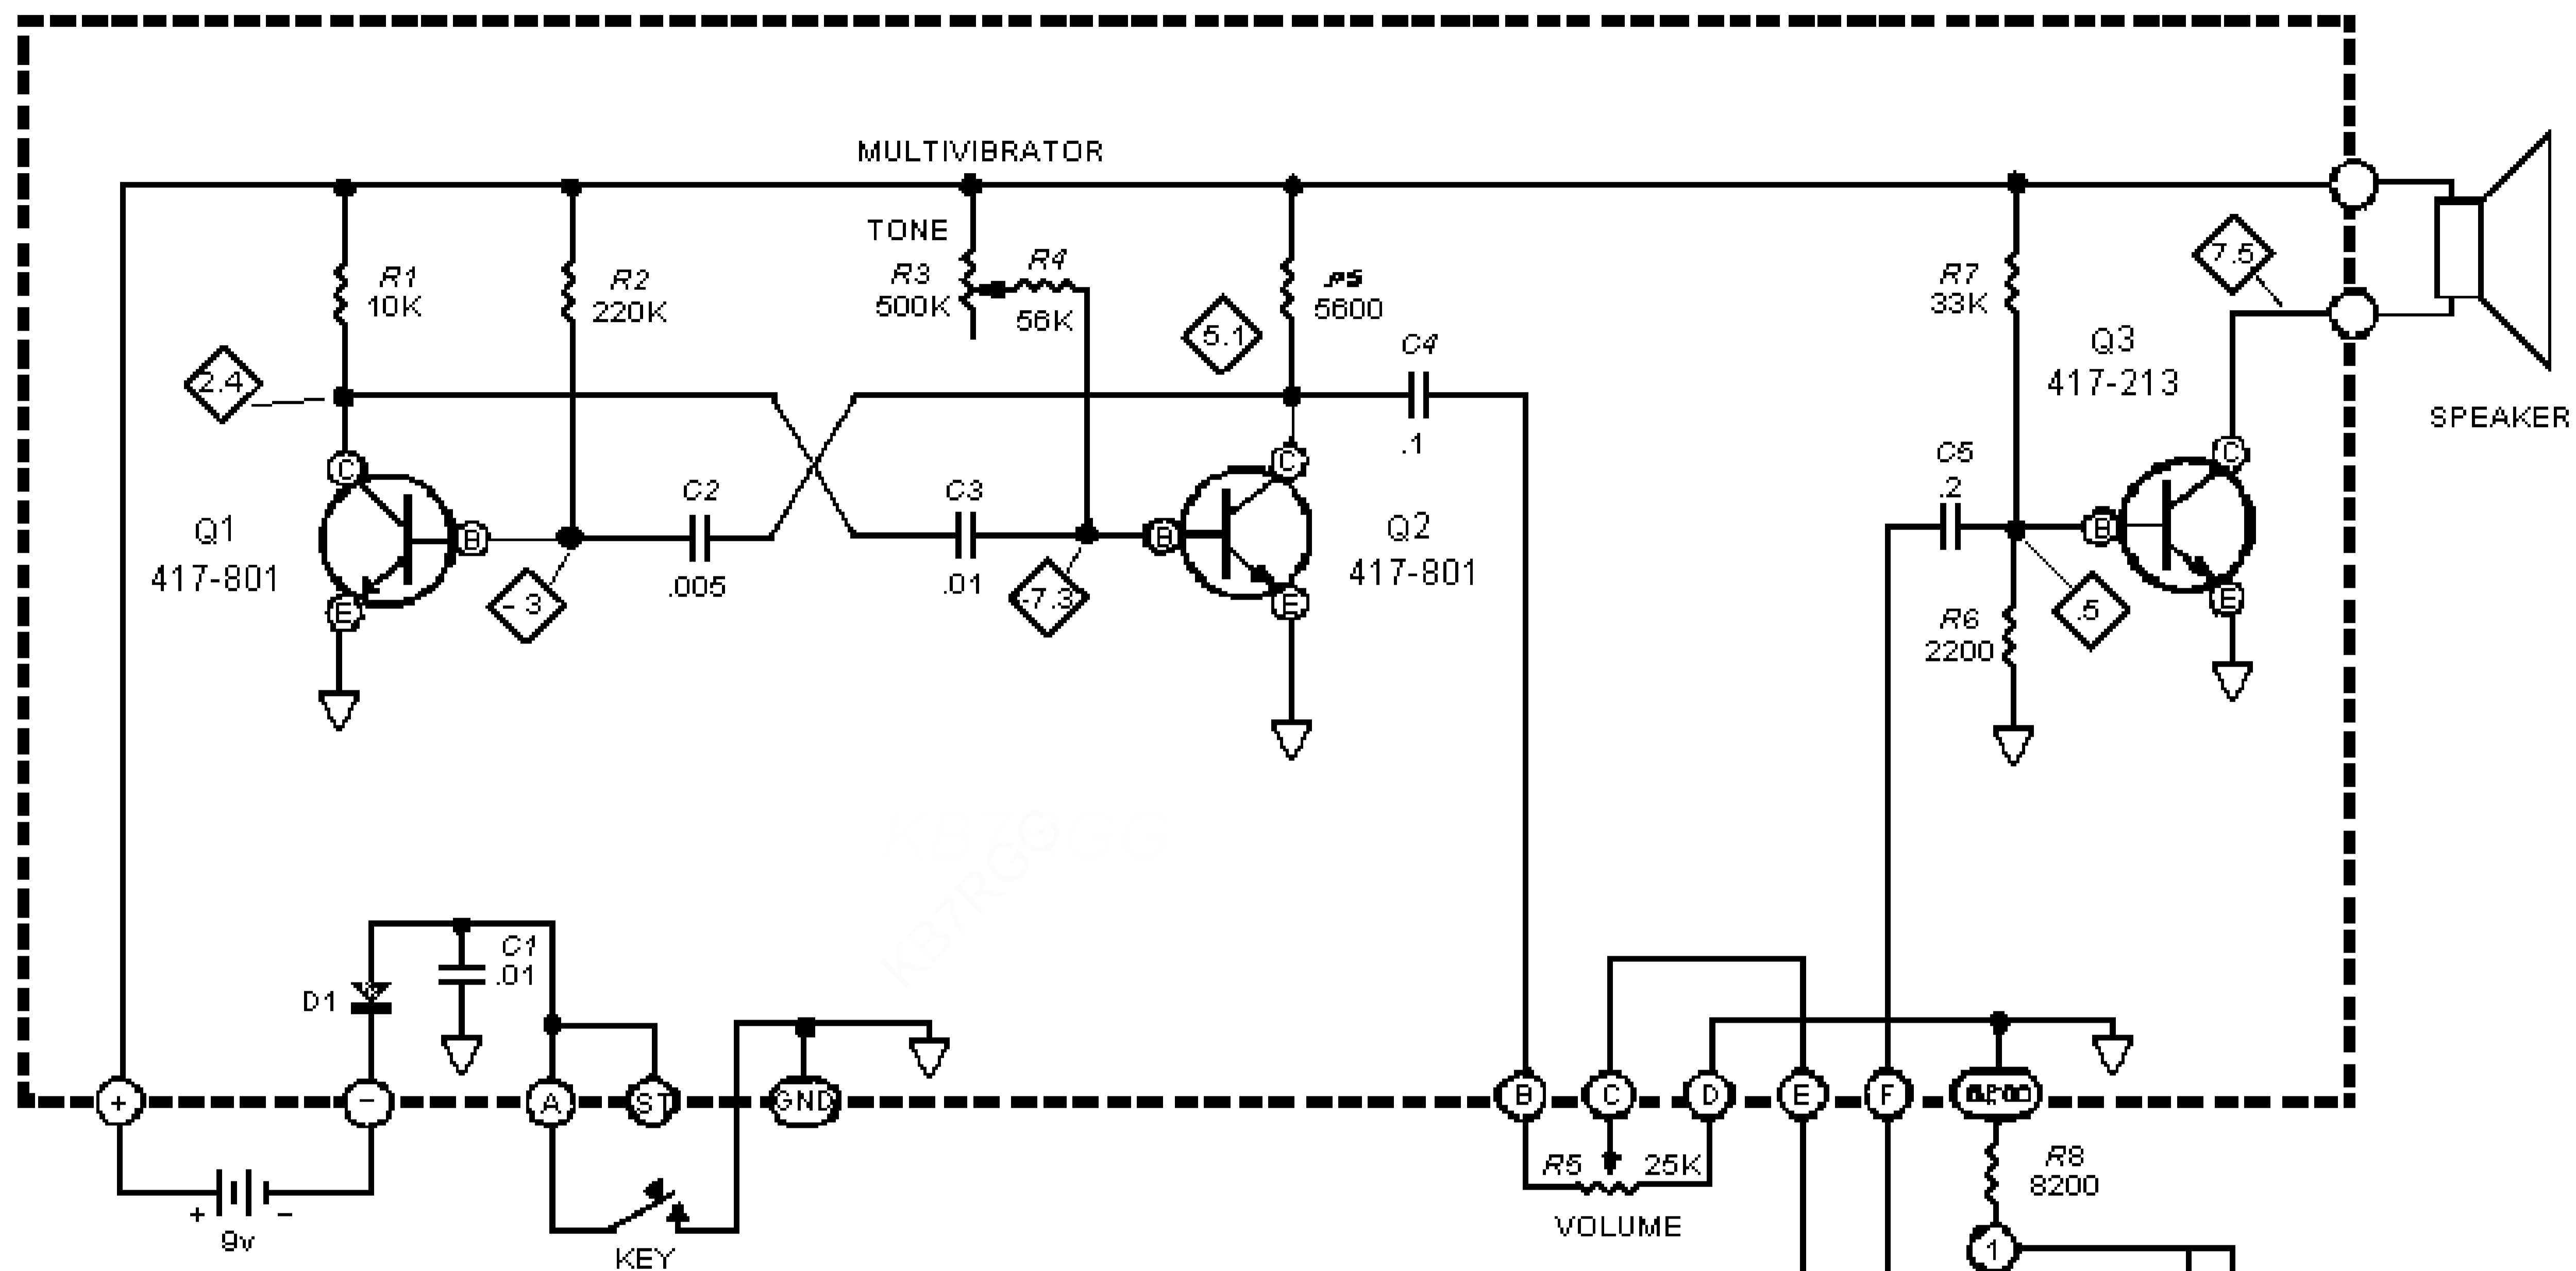 MULTIVIBRATOR
TONE
R1
10K
R2
220K
R3
500K
R4
56K
5600
R7
33K
7.5
2.4
5.1
C4
.1
Q3
417-213
SPEAKER
C
C
C
Q1
417-801
B
C2
.005
C3
.01
B
Q2
417-801
C5
.2
B
E
- 3
-7.3
E
R6
2200
.5
E
KB7RGG
D1
C1
.01
+
−
A
ST
GND
B
C
D
E
F
+
−
9v
KEY
R5
25K
VOLUME
R8
8200
1